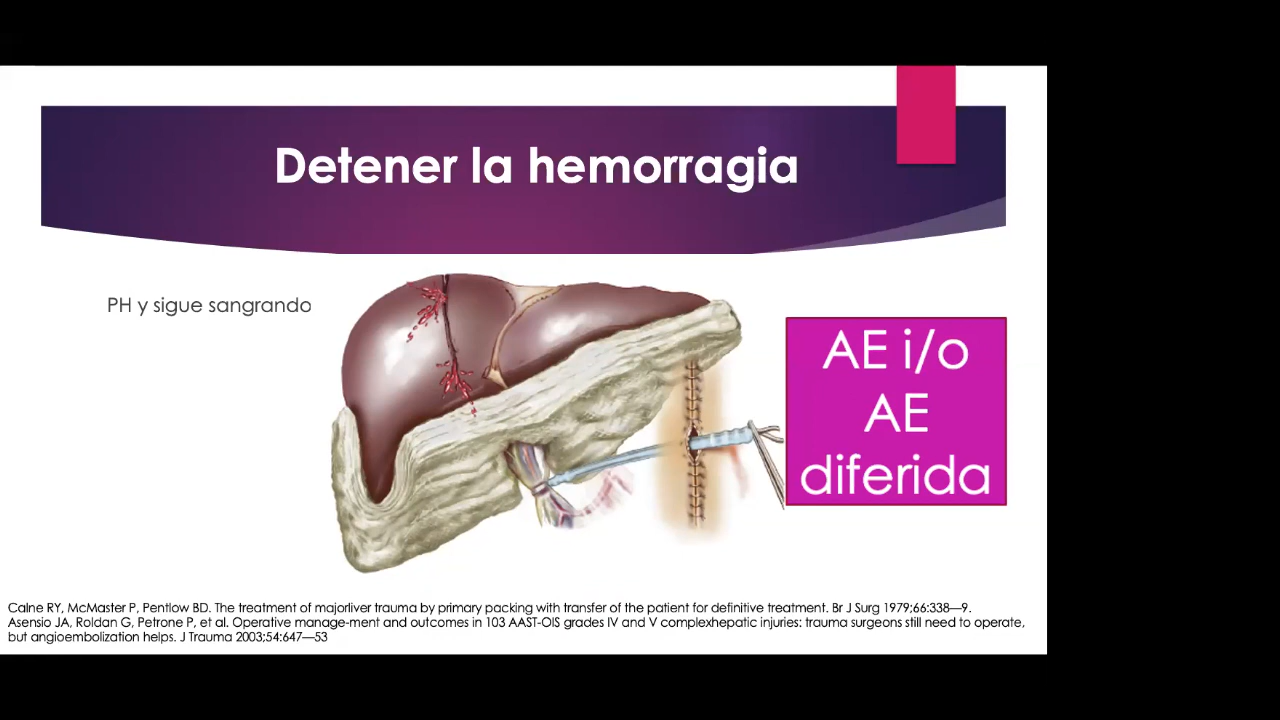 Detener la hemorragia
PH y sigue sangrando
AE i/o
AE
diferida
Calne RY, McMaster P, Pentlow BD. The treatment of majorliver trauma by primary packing with transfer of the patient for definitive treatment. Br J Surg 1979;66:338—9.
Asensio JA, Roldan G, Petrone P, et al. Operative manage-ment and outcomes in 103 AAST-OIS grades IV and V complexhepatic injuries: trauma surgeons still need to operate,
but angioembolization helps. J Trauma 2003;54:647—53